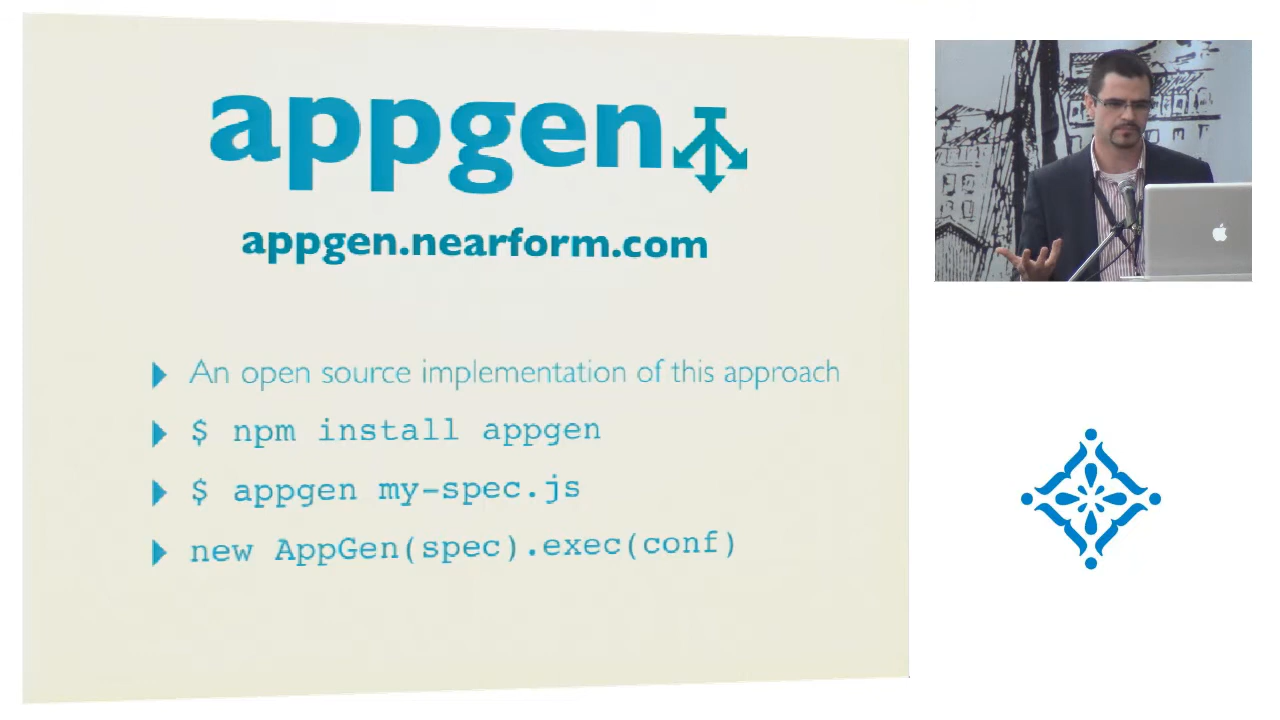 appgen
appgen.nearform.com
An open source implementation of this approach
$ npm install appgen
$ appgen my-spec.js
new AppGen(spec).exec(conf)